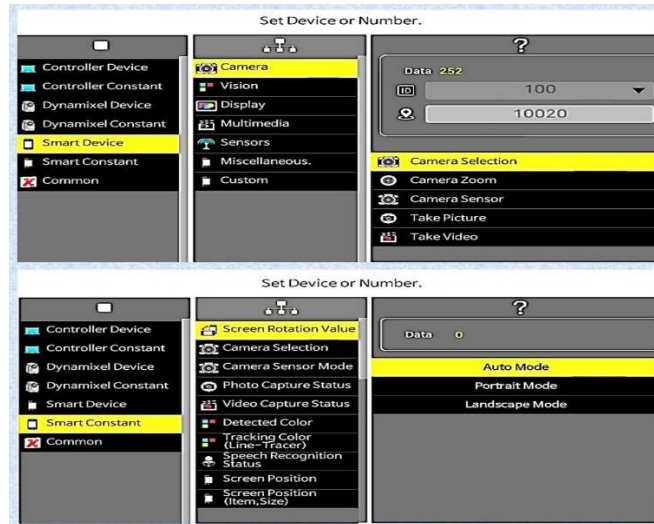 Set Device or Number.
?
Controller Device
Controller Constant
Dynamixel Device
Dynamixel Constant
Smart Device
Smart Constant
Common
Camera
Vision
Display
Multimedia
Sensors
Miscellaneous.
Custom
Data 252
ID 100
10020
Camera Selection
Camera Zoom
Camera Sensor
Take Picture
Take Video
Set Device or Number.
?
Controller Device
Controller Constant
Dynamixel Device
Dynamixel Constant
Smart Device
Smart Constant
Common
Screen Rotation Value
Camera Selection
Camera Sensor Mode
Photo Capture Status
Video Capture Status
Detected Color
Tracking Color
(Line-Tracer)
Speech Recognition
Status
Screen Position
Screen Position
(Item,Size)
Data 0
Auto Mode
Portrait Mode
Landscape Mode